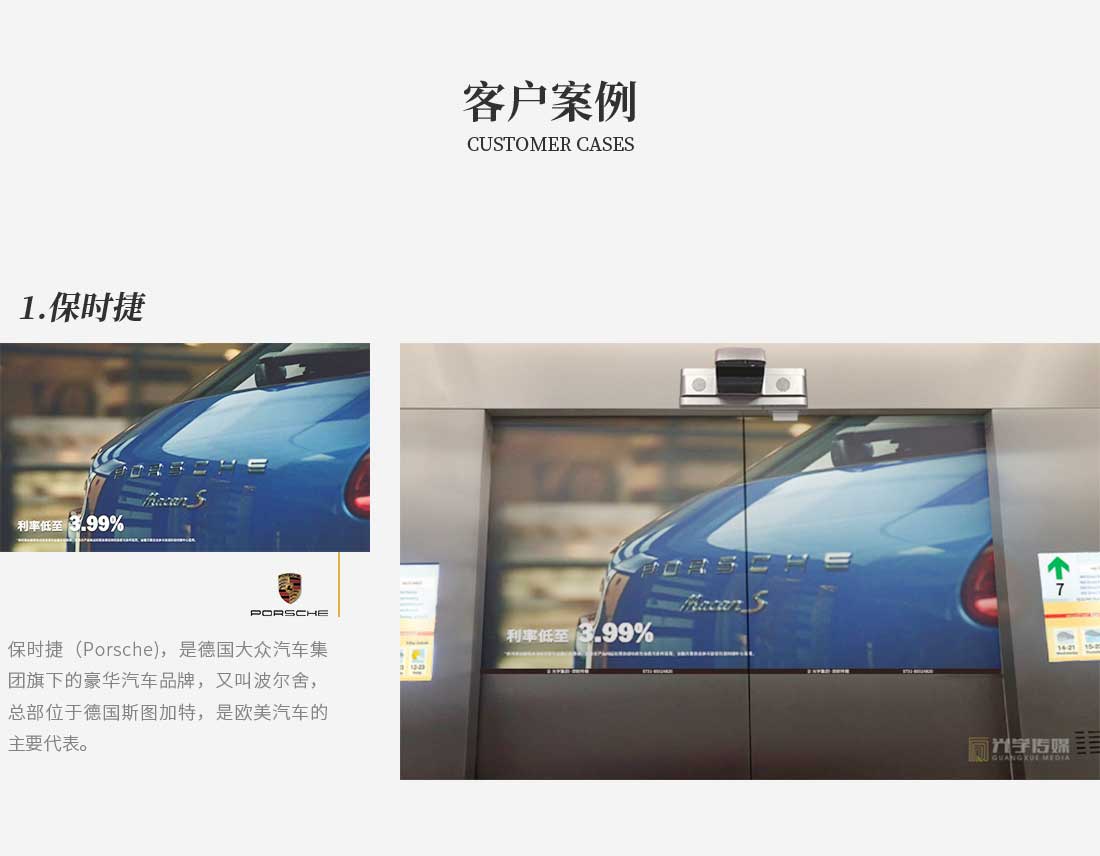 客户案例
CUSTOMER CASES
1.保时捷
PORSCHE
Macan S
利率低至 3.99%
PORSCHE
保时捷（Porsche)，是德国大众汽车集
团旗下的豪华汽车品牌，又叫波尔舍，
总部位于德国斯图加特，是欧美汽车的
主要代表。
PORSCHE
Macan S
利率低至 3.99%
7
14-21
12-23
光学传媒
GUANGXUE MEDIA